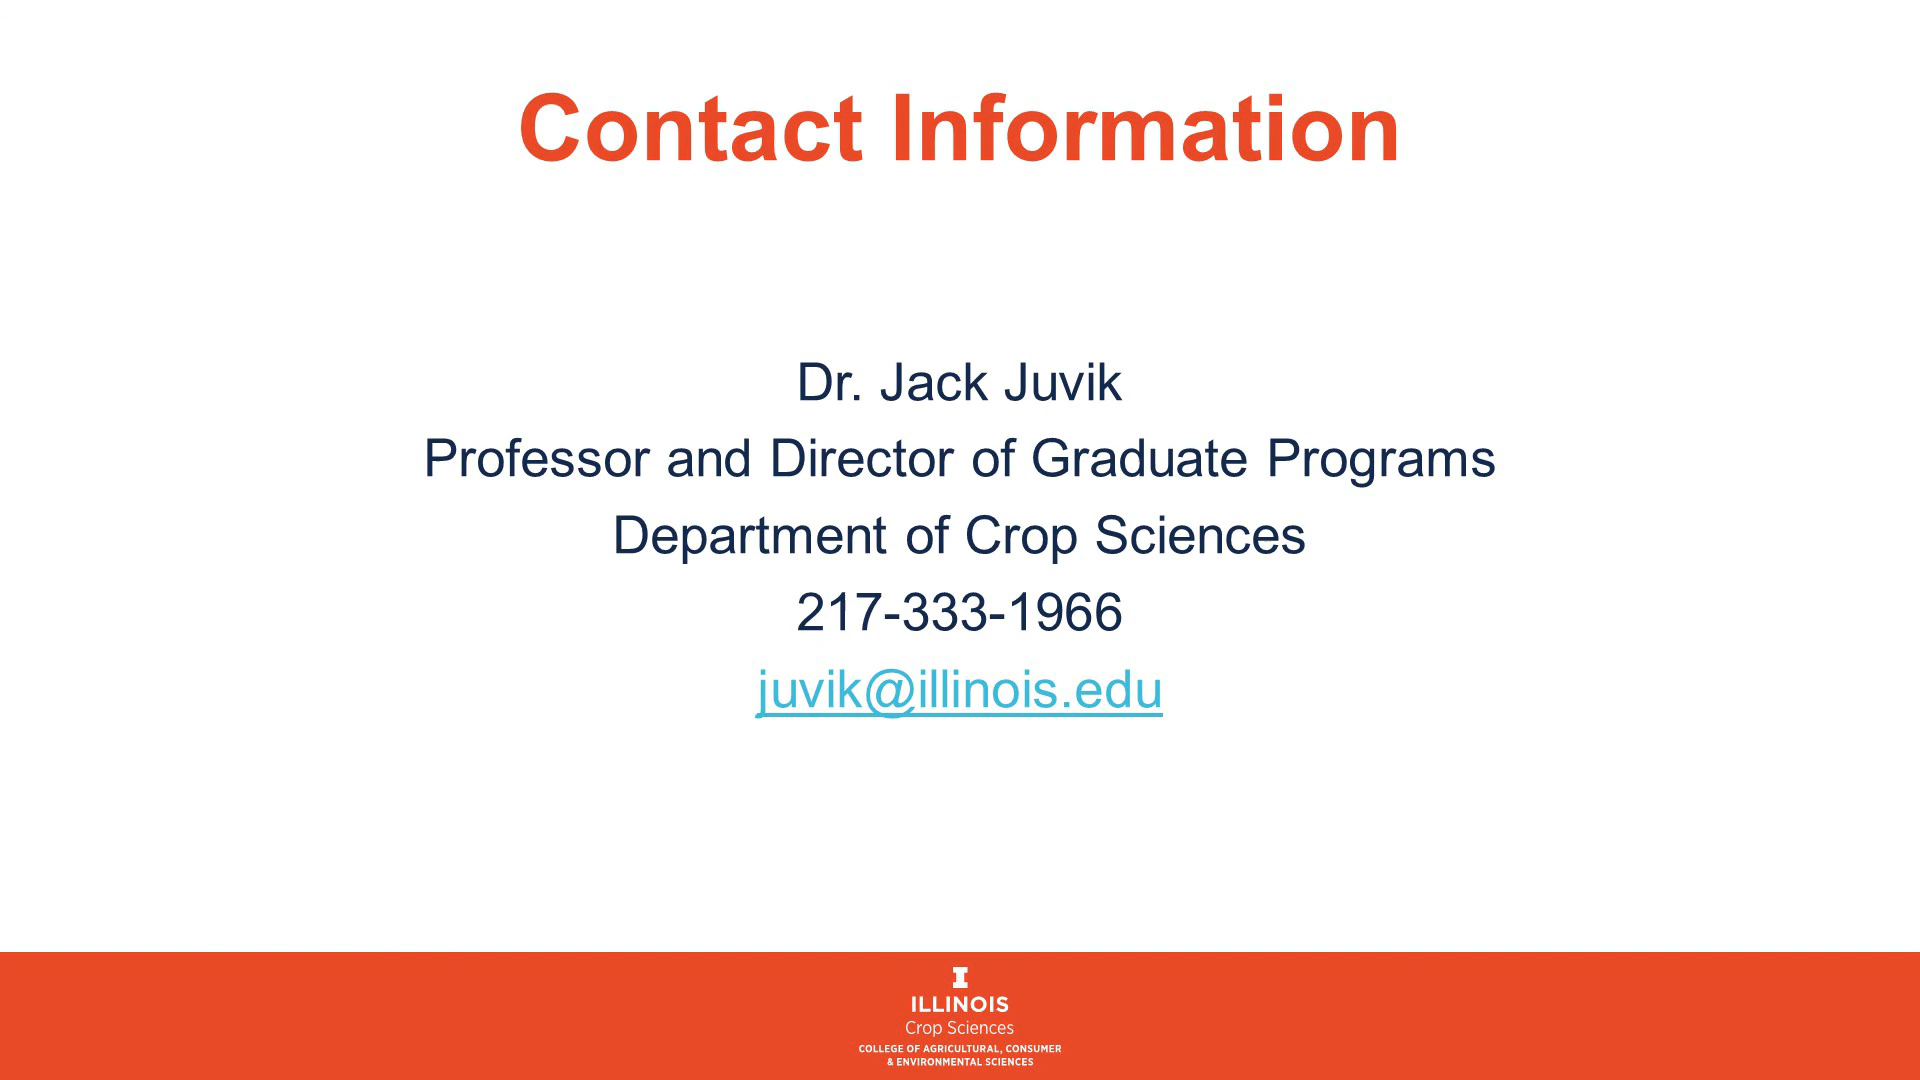 Contact Information
Dr. Jack Juvik
Professor and Director of Graduate Programs
Department of Crop Sciences
217-333-1966
juvik@illinois.edu
I
ILLINOIS
Crop Sciences
COLLEGE OF AGRICULTURAL, CONSUMER
& ENVIRONMENTAL SCIENCES